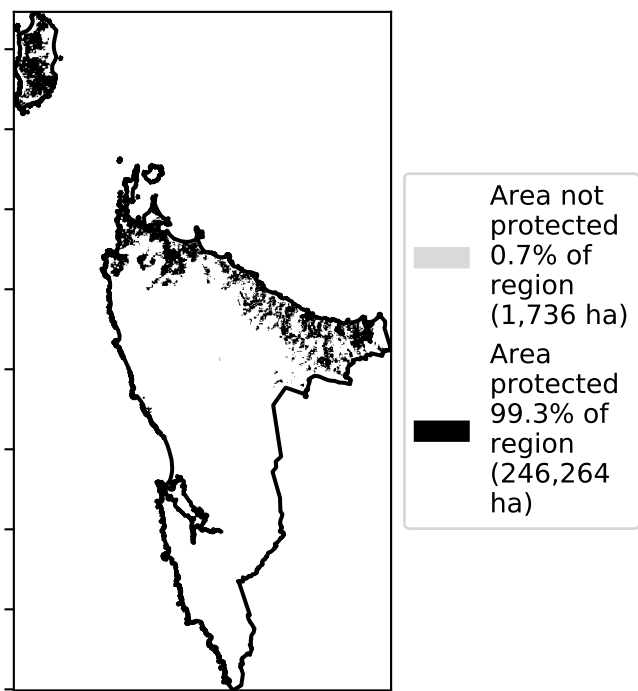 Area not
protected
0.7% of
region
(1,736 ha)
Area
protected
99.3% of
region
(246,264
ha)